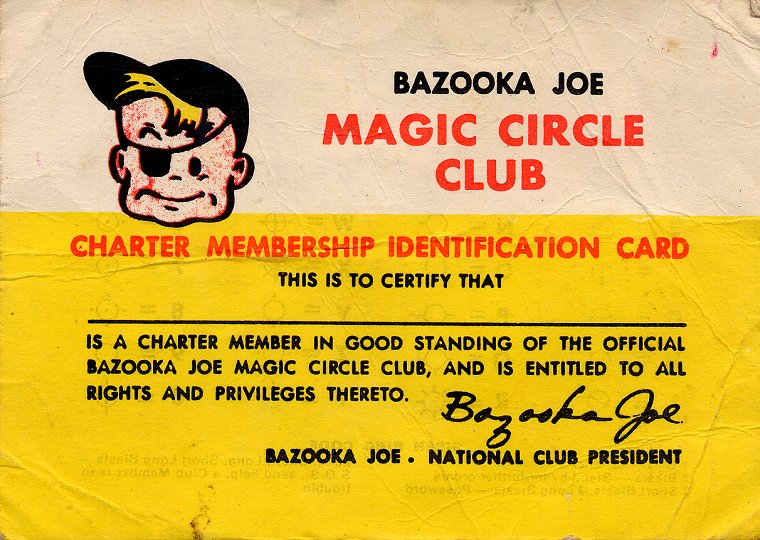 BAZOOKA JOE
MAGIC CIRCLE
CLUB
CHARTER MEMBERSHIP IDENTIFICATION CARD
THIS IS TO CERTIFY THAT
IS A CHARTER MEMBER IN GOOD STANDING OF THE OFFICIAL
BAZOOKA JOE MAGIC CIRCLE CLUB, AND IS ENTITLED TO ALL
RIGHTS AND PRIVILEGES THERETO.
Bazooka Joe
BAZOOKA JOE. NATIONAL CLUB PRESIDENT